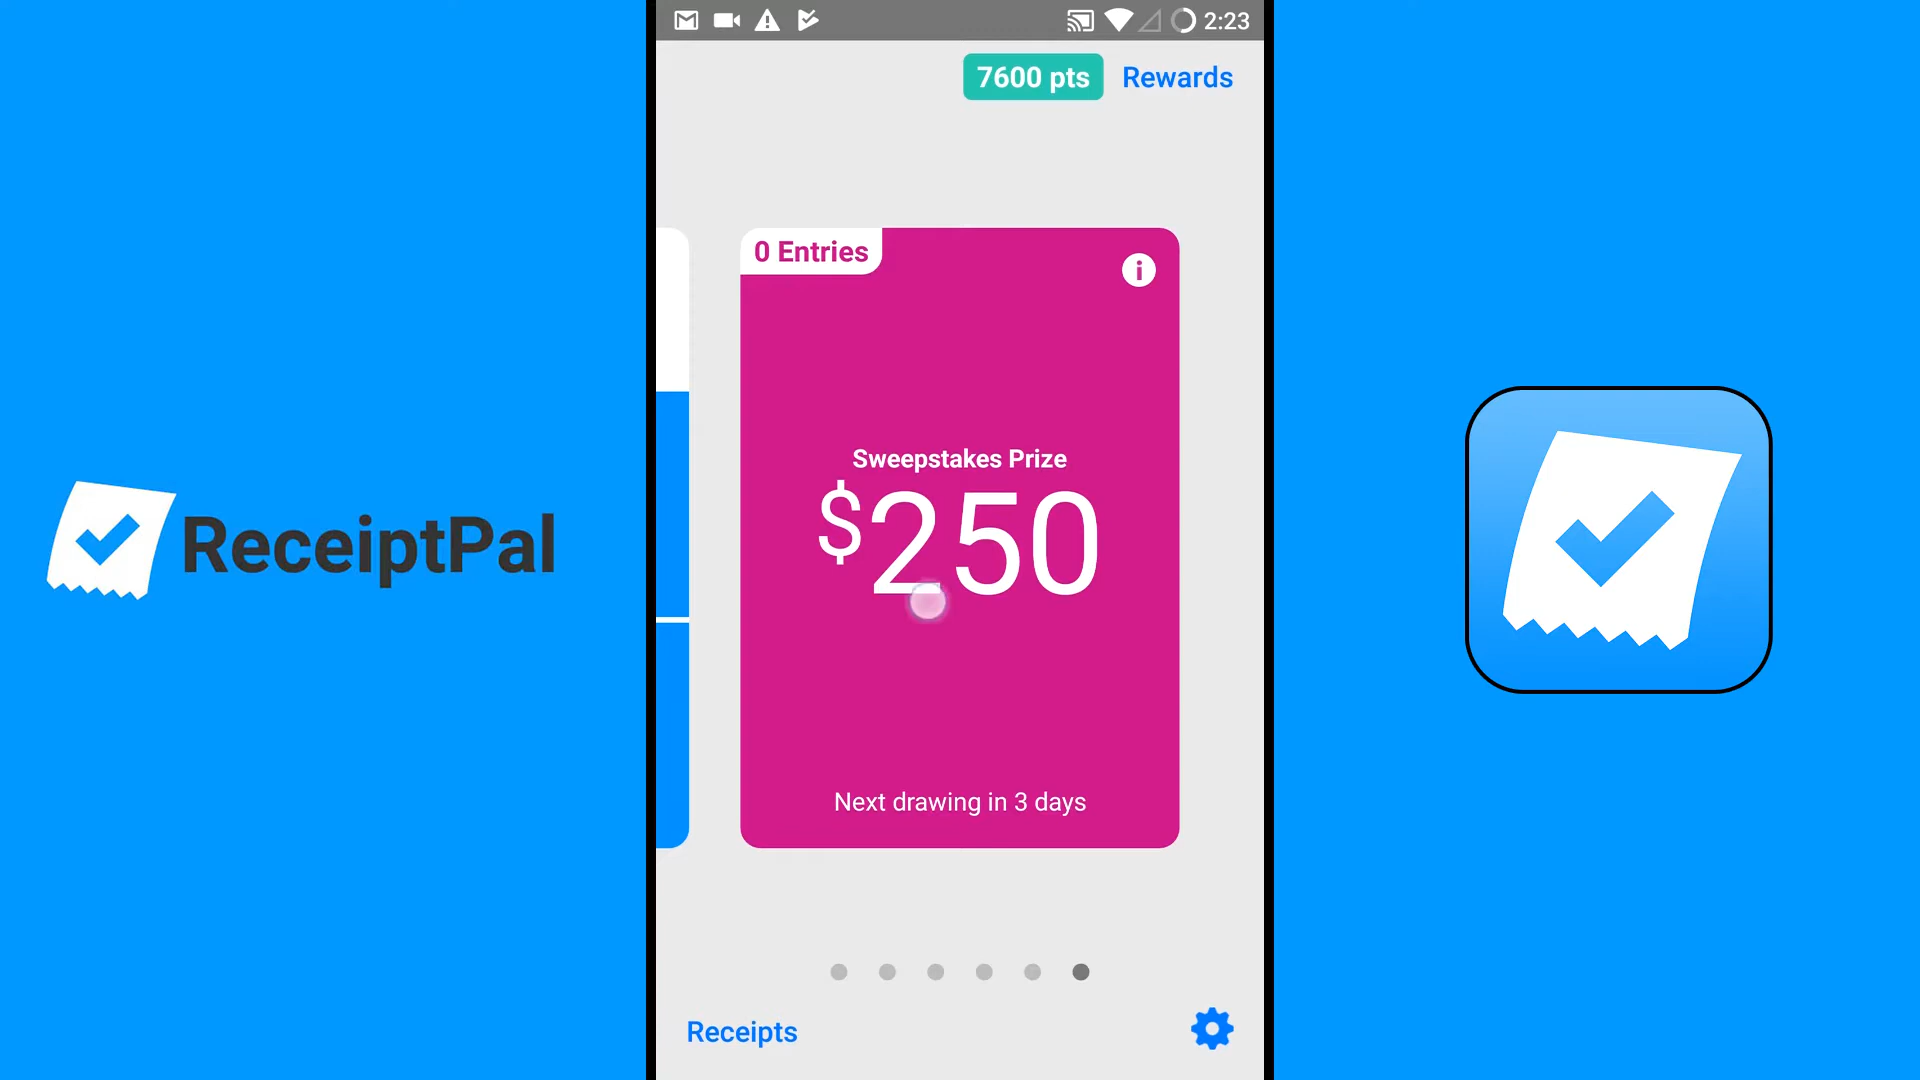 2:23
7600 pts
Rewards
0 Entries
i
Sweepstakes Prize
$250
Next drawing in 3 days
Receipts
ReceiptPal